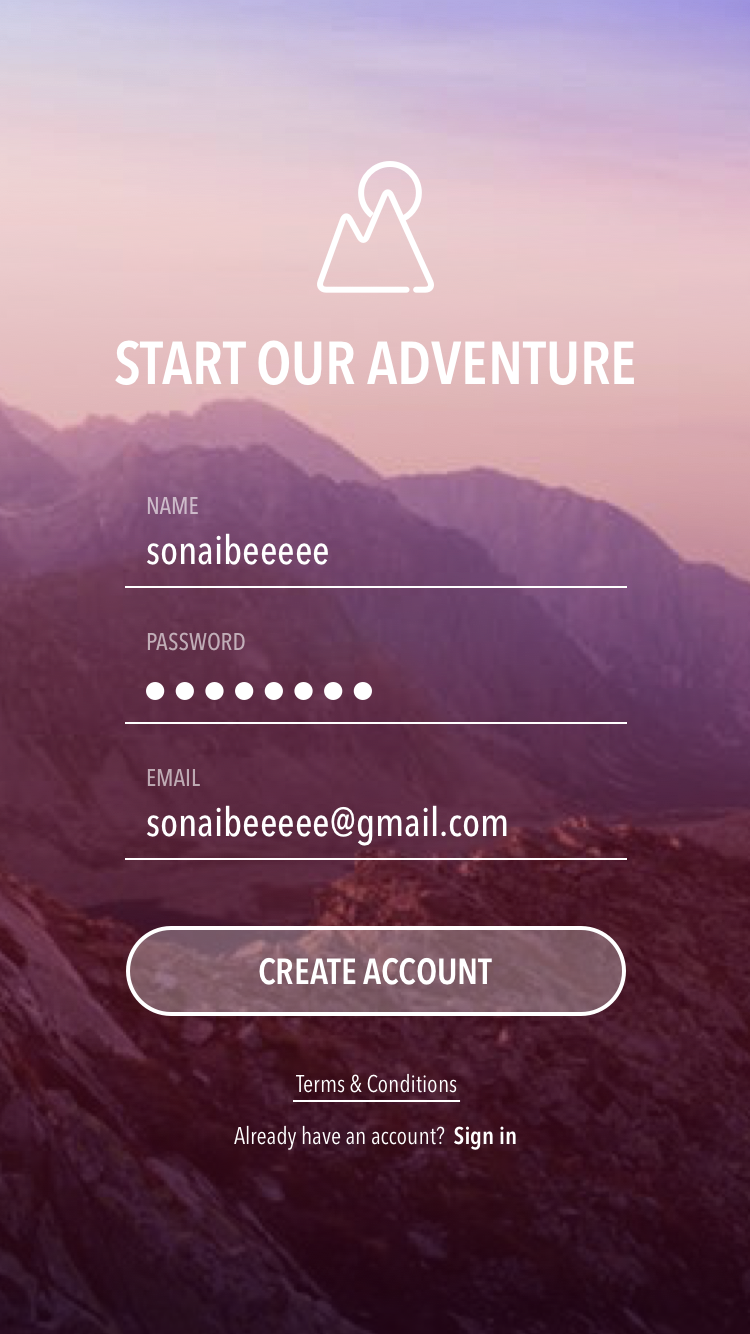 START OUR ADVENTURE
NAME
sonaibeeeee
PASSWORD
EMAIL
sonaibeeeee@gmail.com
CREATE ACCOUNT
Terms & Conditions
Already have an account? Sign in